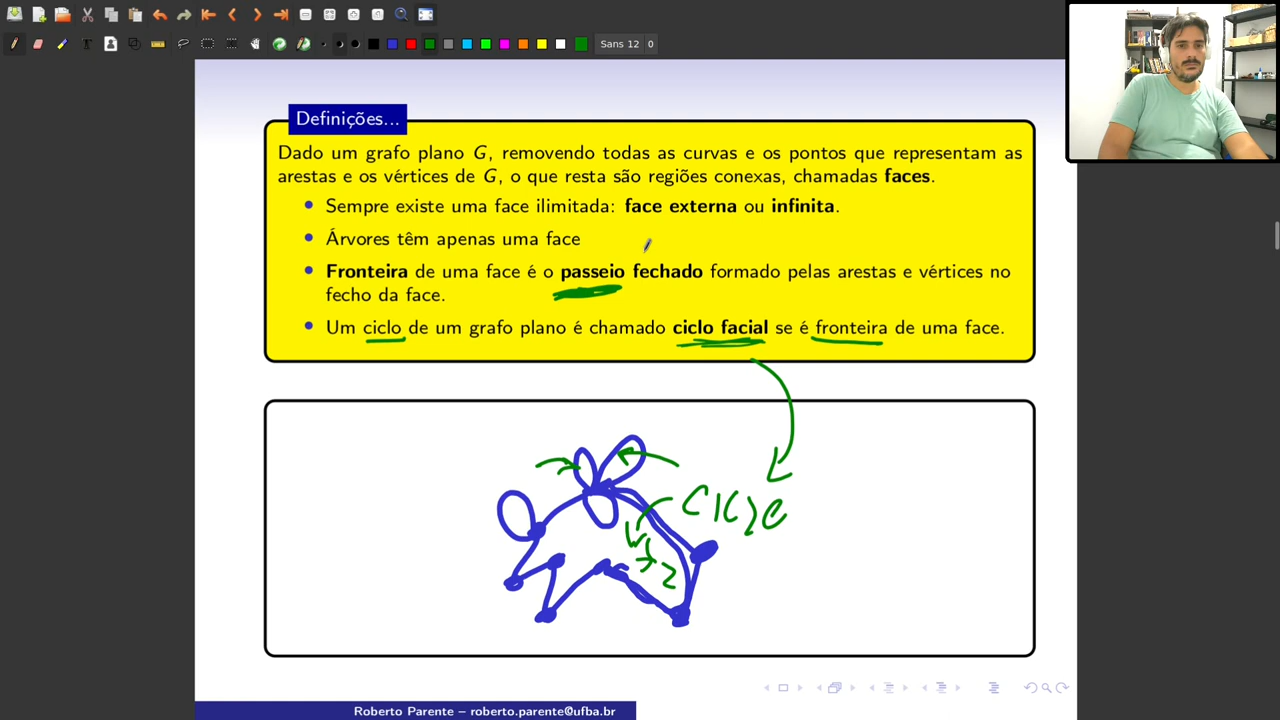 Sans 12 0
Definições...
Dado um grafo plano G, removendo todas as curvas e os pontos que representam as
arestas e os vértices de G, o que resta são regiões conexas, chamadas faces.
• Sempre existe uma face ilimitada: face externa ou infinita.
• Árvores têm apenas uma face
• Fronteira de uma face é o passeio fechado formado pelas arestas e vértices no
fecho da face.
• Um ciclo de um grafo plano é chamado ciclo facial se é fronteira de uma face.
Roberto Parente – roberto.parente@ufba.br